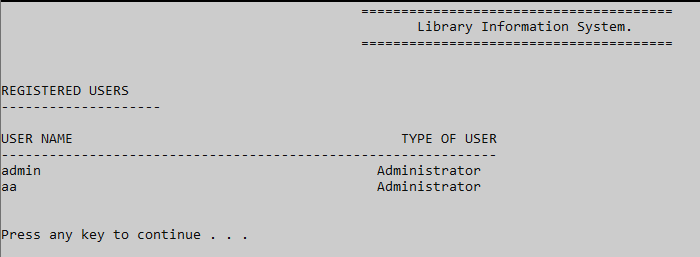 =======================================
Library Information System.
=======================================
REGISTERED USERS
--------------------
USER NAME TYPE OF USER
--------------------------------------------------------------
admin Administrator
aa Administrator
Press any key to continue . . .